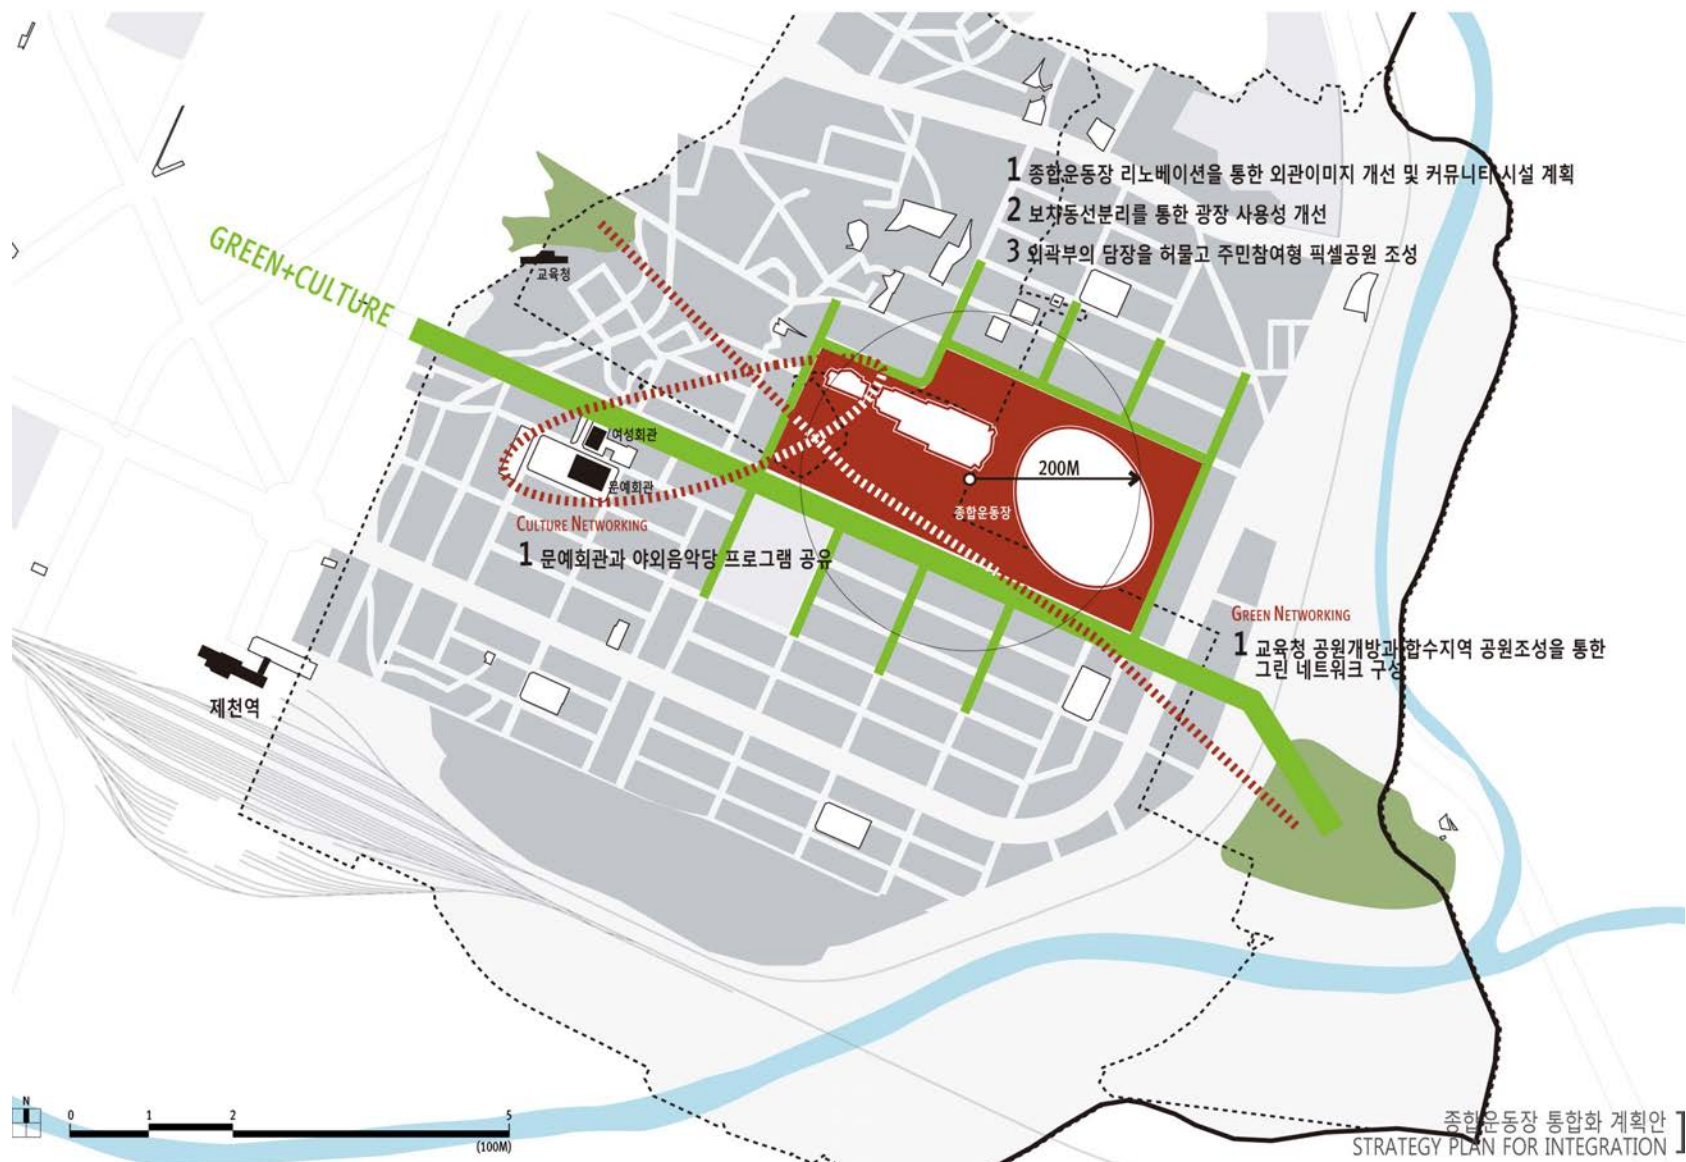 1 종합운동장 리노베이션을 통한 외관이미지 개선 및 커뮤니티 시설 계획
2 보차동선분리를 통한 광장 사용성 개선
3 외곽부의 담장을 허물고 주민참여형 픽셀공원 조성
GREEN+CULTURE
교육청
여성회관
문예회관
200M
종합운동장
CULTURE NETWORKING
1 문예회관과 야외음악당 프로그램 공유
GREEN NETWORKING
1 교육청 공원개방과 합수지역 공원조성을 통한
그린 네트워크 구성
제천역
N
0 1 2 5
(100M)
종합운동장 통합화 계획안
STRATEGY PLAN FOR INTEGRATION